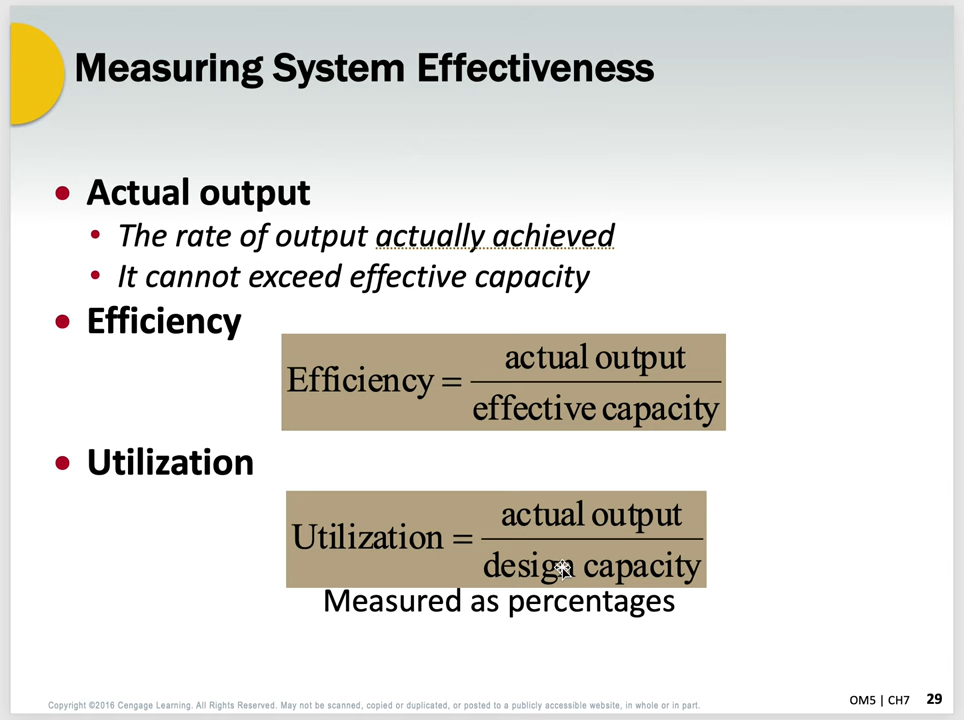 Measuring System Effectiveness
• Actual output
• The rate of output actually achieved
• It cannot exceed effective capacity
• Efficiency
Efficiency = actual output / effective capacity
• Utilization
Utilization = actual output / design capacity
Measured as percentages
Copyright ©2016 Cengage Learning. All Rights Reserved. May not be scanned, copied or duplicated, or posted to a publicly accessible website, in whole or in part.
OM5 | CH7 29